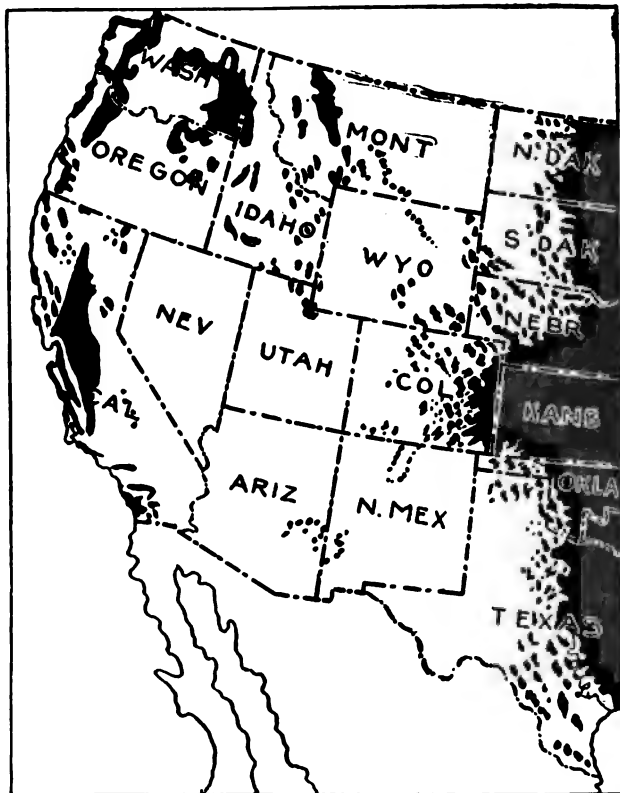 WASH
MONT
N. DAK
OREGON
IDAHO
S. DAK
WYO
NEBR
NEV
UTAH
COL
KANS
CAL
ARIZ
N. MEX
OKLA
TEXAS